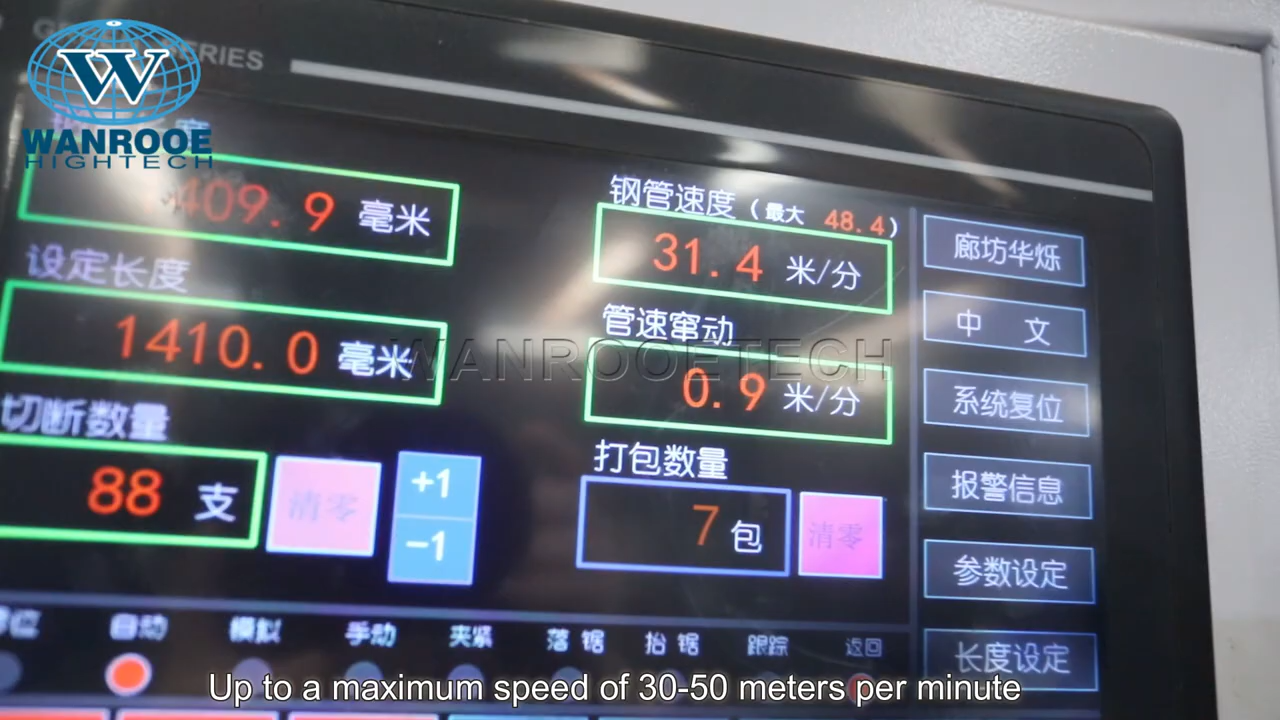 WANROOE
HIGHTECH
ERIES
409.9 毫米
设定长度
1410.0 毫米
切断数量
88 支
清零
+1
-1
钢管速度(最大 48.4)
31.4 米/分
管速窜动
0.9 米/分
打包数量
7 包
清零
廊坊华烁
中 文
系统复位
报警信息
参数设定
长度设定
WANROOETECH
自动 模拟 手动 夹紧 落锯 抬锯 跟踪 返回
Up to a maximum speed of 30-50 meters per minute